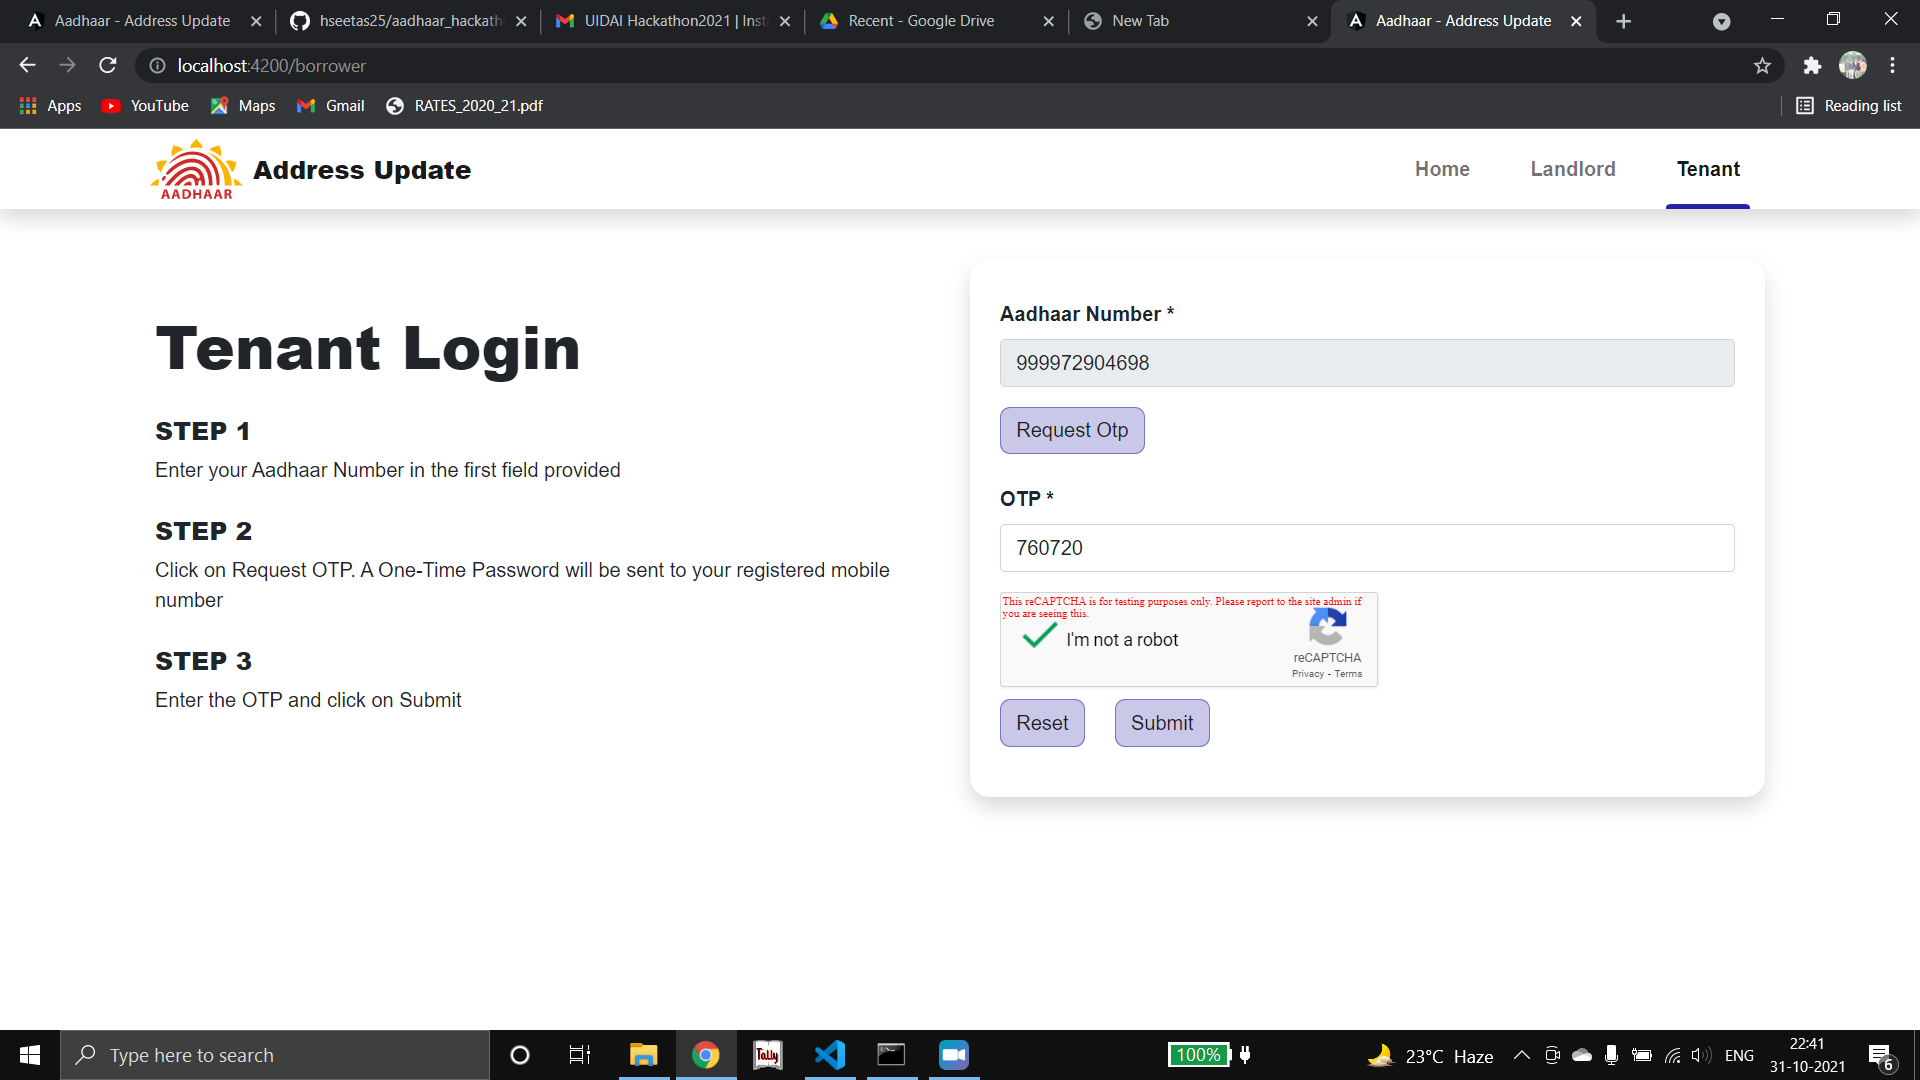 Aadhaar - Address Update
hseetas25/aadhaar_hackath
UIDAI Hackathon2021 | Inst
Recent - Google Drive
New Tab
Aadhaar - Address Update
localhost:4200/borrower
Apps
YouTube
Maps
Gmail
RATES_2020_21.pdf
Reading list
AADHAAR
Address Update
Home
Landlord
Tenant
Tenant Login
STEP 1
Enter your Aadhaar Number in the first field provided
STEP 2
Click on Request OTP. A One-Time Password will be sent to your registered mobile
number
STEP 3
Enter the OTP and click on Submit
Aadhaar Number *
999972904698
Request Otp
OTP *
760720
This reCAPTCHA is for testing purposes only. Please report to the site admin if
you are seeing this.
I'm not a robot
reCAPTCHA
Privacy - Terms
Reset
Submit
Type here to search
Tally
100%
23°C Haze
ENG
22:41
31-10-2021
6